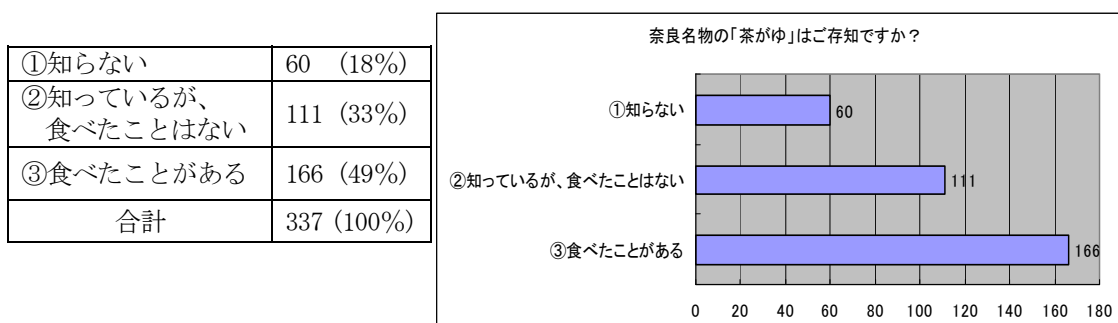 ①知らない 60 (18%)
②知っているが、
食べたことはない 111 (33%)
③食べたことがある 166 (49%)
合計 337 (100%)
奈良名物の「茶がゆ」はご存知ですか？
①知らない 60
②知っているが、食べたことはない 111
③食べたことがある 166
0 20 40 60 80 100 120 140 160 180